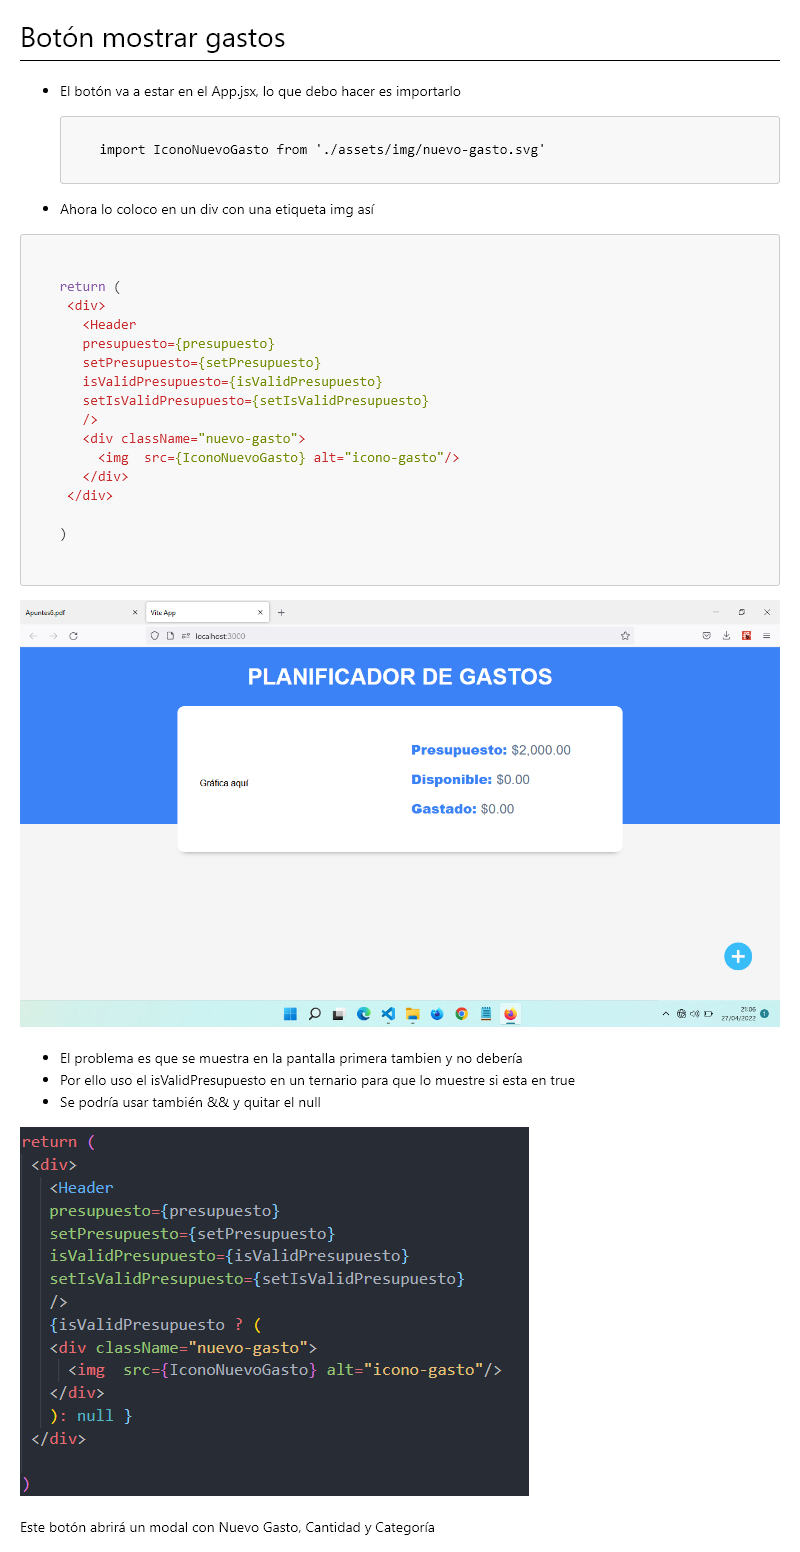 Botón mostrar gastos
El botón va a estar en el App.jsx, lo que debo hacer es importarlo
import IconoNuevoGasto from './assets/img/nuevo-gasto.svg'
Ahora lo coloco en un div con una etiqueta img así
return (
<div>
<Header
presupuesto={presupuesto}
setPresupuesto={setPresupuesto}
isValidPresupuesto={isValidPresupuesto}
setIsValidPresupuesto={setIsValidPresupuesto}
/>
<div className="nuevo-gasto">
<img  src={IconoNuevoGasto} alt="icono-gasto"/>
</div>
</div>
)
Apuntes6.pdf
Vite App
localhost:3000
PLANIFICADOR DE GASTOS
Gráfica aquí
Presupuesto: $2,000.00
Disponible: $0.00
Gastado: $0.00
21:06
27/04/2022
1
El problema es que se muestra en la pantalla primera tambien y no debería
Por ello uso el isValidPresupuesto en un ternario para que lo muestre si esta en true
Se podría usar también && y quitar el null
return (
<div>
<Header
presupuesto={presupuesto}
setPresupuesto={setPresupuesto}
isValidPresupuesto={isValidPresupuesto}
setIsValidPresupuesto={setIsValidPresupuesto}
/>
{isValidPresupuesto ? (
<div className="nuevo-gasto">
<img  src={IconoNuevoGasto} alt="icono-gasto"/>
</div>
): null }
</div>
)
Este botón abrirá un modal con Nuevo Gasto, Cantidad y Categoría